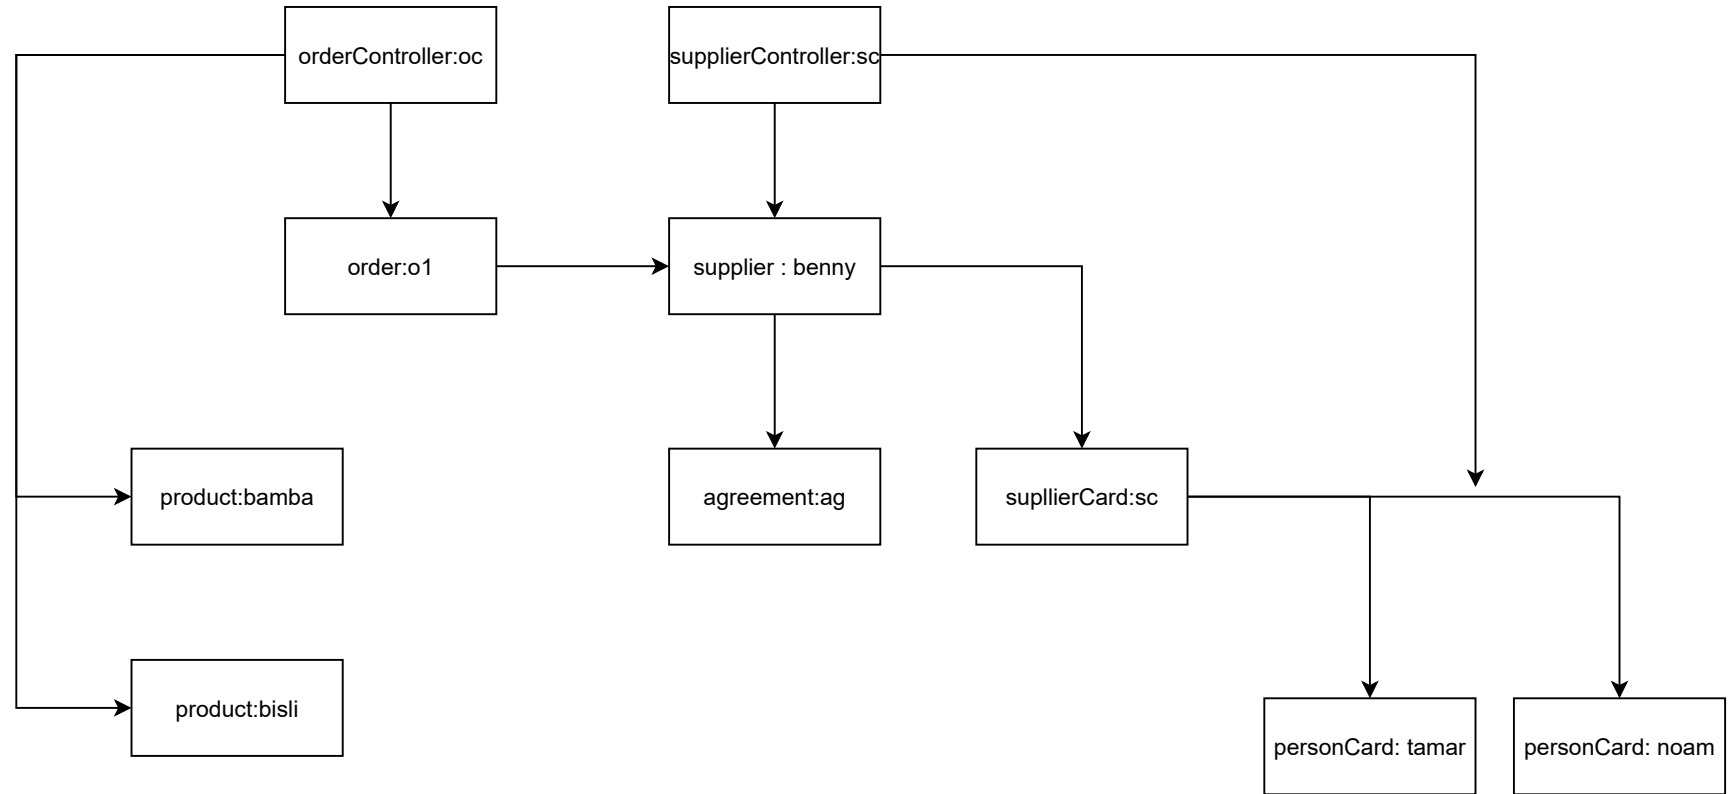 orderController:oc
supplierController:sc
order:o1
supplier : benny
product:bamba
agreement:ag
supllierCard:sc
product:bisli
personCard: tamar
personCard: noam